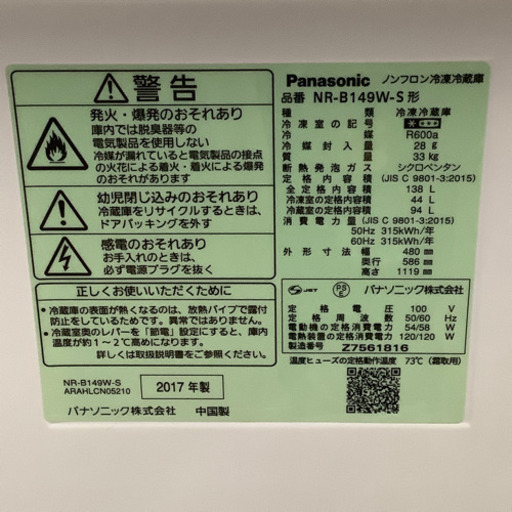 警告
発火・爆発のおそれあり
庫内では脱臭器等の
電気製品を使用しない
冷媒が漏れていると電気製品の接点
の火花による着火・着火による爆発
のおそれあり
幼児閉じ込みのおそれあり
冷蔵庫をリサイクルするときは、
ドアパッキングを外す
感電のおそれあり
お手入れのときは、
必ず電源プラグを抜く
正しくお使いいただくために
•冷蔵庫の表面が熱くなるのは、放熱パイプで露付
防止をしているためです。異常ではありません。
•冷蔵室奥のレバーを「節電」に設定すると、庫内
温度が約1~2℃高めになります。
詳しくは取扱説明書をご参照ください。
NR-B149W-S
ARAHLCN05210
2017年製
パナソニック株式会社 中国製
Panasonic ノンフロン冷凍冷蔵庫
品番 NR-B149W-S形
種類 冷凍冷蔵庫
冷凍室の記号
冷媒 R600a
冷媒封入量 28g
質量 33kg
断熱発泡ガス シクロペンタン
定格内容積 (JIS C 9801-3:2015)
全定格内容積 138 L
冷凍室の定格内容積 44 L
冷蔵室の定格内容積 94 L
消費電力量 (JIS C 9801-3:2015)
50Hz 315kWh/年
60Hz 315kWh/年
外形寸法 幅 480mm
奥行 586mm
高さ 1119mm
JET PS E パナソニック株式会社
定格電圧 100 V
定格周波数 50/60 Hz
電動機の定格消費電力 54/58 W
電熱装置の定格消費電力 120/120 W
製造番号 Z7561816
温度ヒューズの定格動作温度 73℃(霜取用)